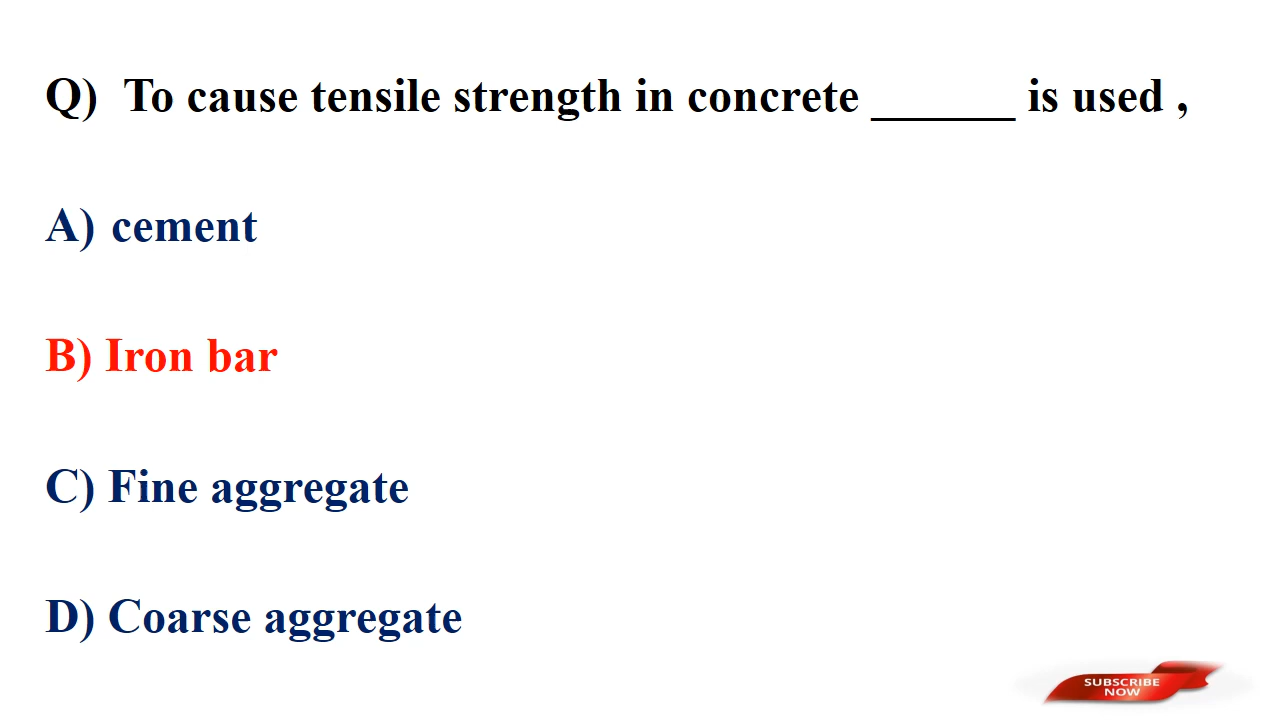 Q) To cause tensile strength in concrete ______ is used ,
A) cement
B) Iron bar
C) Fine aggregate
D) Coarse aggregate
SUBSCRIBE
NOW